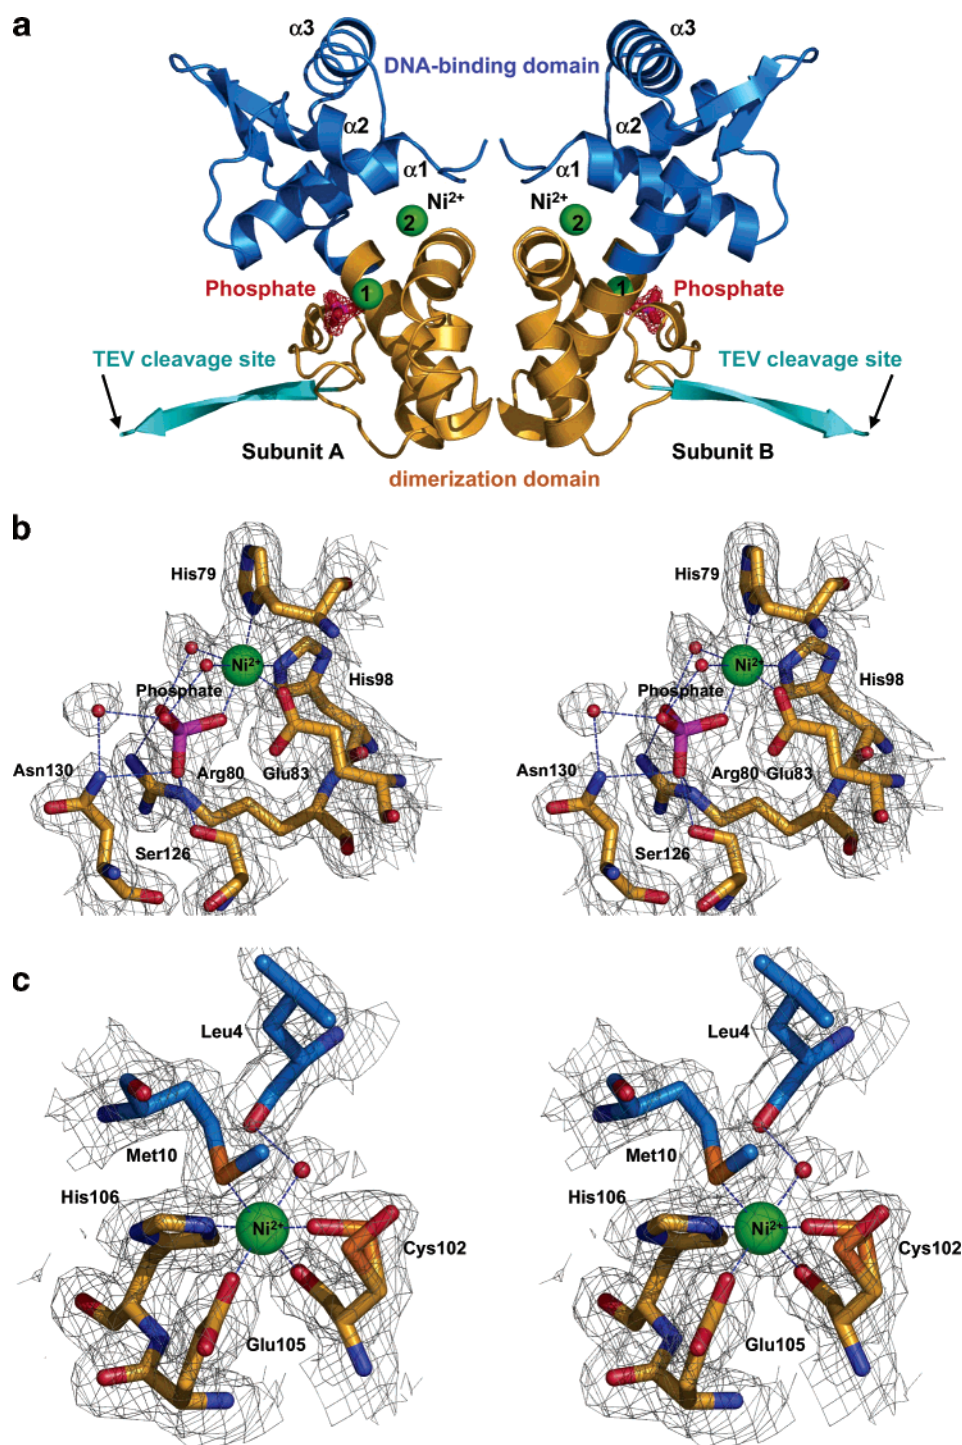 a
α3 α3
DNA-binding domain
α2 α2
α1 α1
Ni²⁺ Ni²⁺
2 2
Phosphate 1 1 Phosphate
TEV cleavage site TEV cleavage site
Subunit A Subunit B
dimerization domain
b
His79 His79
Ni²⁺ Ni²⁺
His98 His98
Phosphate Phosphate
Asn130 Arg80 Glu83 Asn130 Arg80 Glu83
Ser126 Ser126
c
Leu4 Leu4
Met10 Met10
His106 His106
Ni²⁺ Ni²⁺
Cys102 Cys102
Glu105 Glu105